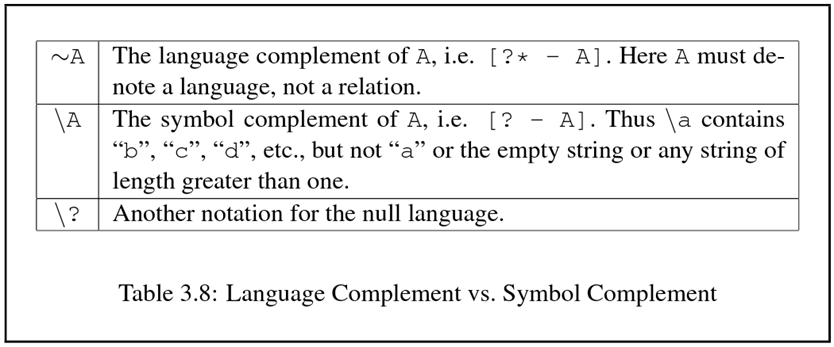 ∼A The language complement of A, i.e. [?* - A]. Here A must de-
note a language, not a relation.
\A The symbol complement of A, i.e. [? - A]. Thus \a contains
“b”, “c”, “d”, etc., but not “a” or the empty string or any string of
length greater than one.
\? Another notation for the null language.
Table 3.8: Language Complement vs. Symbol Complement